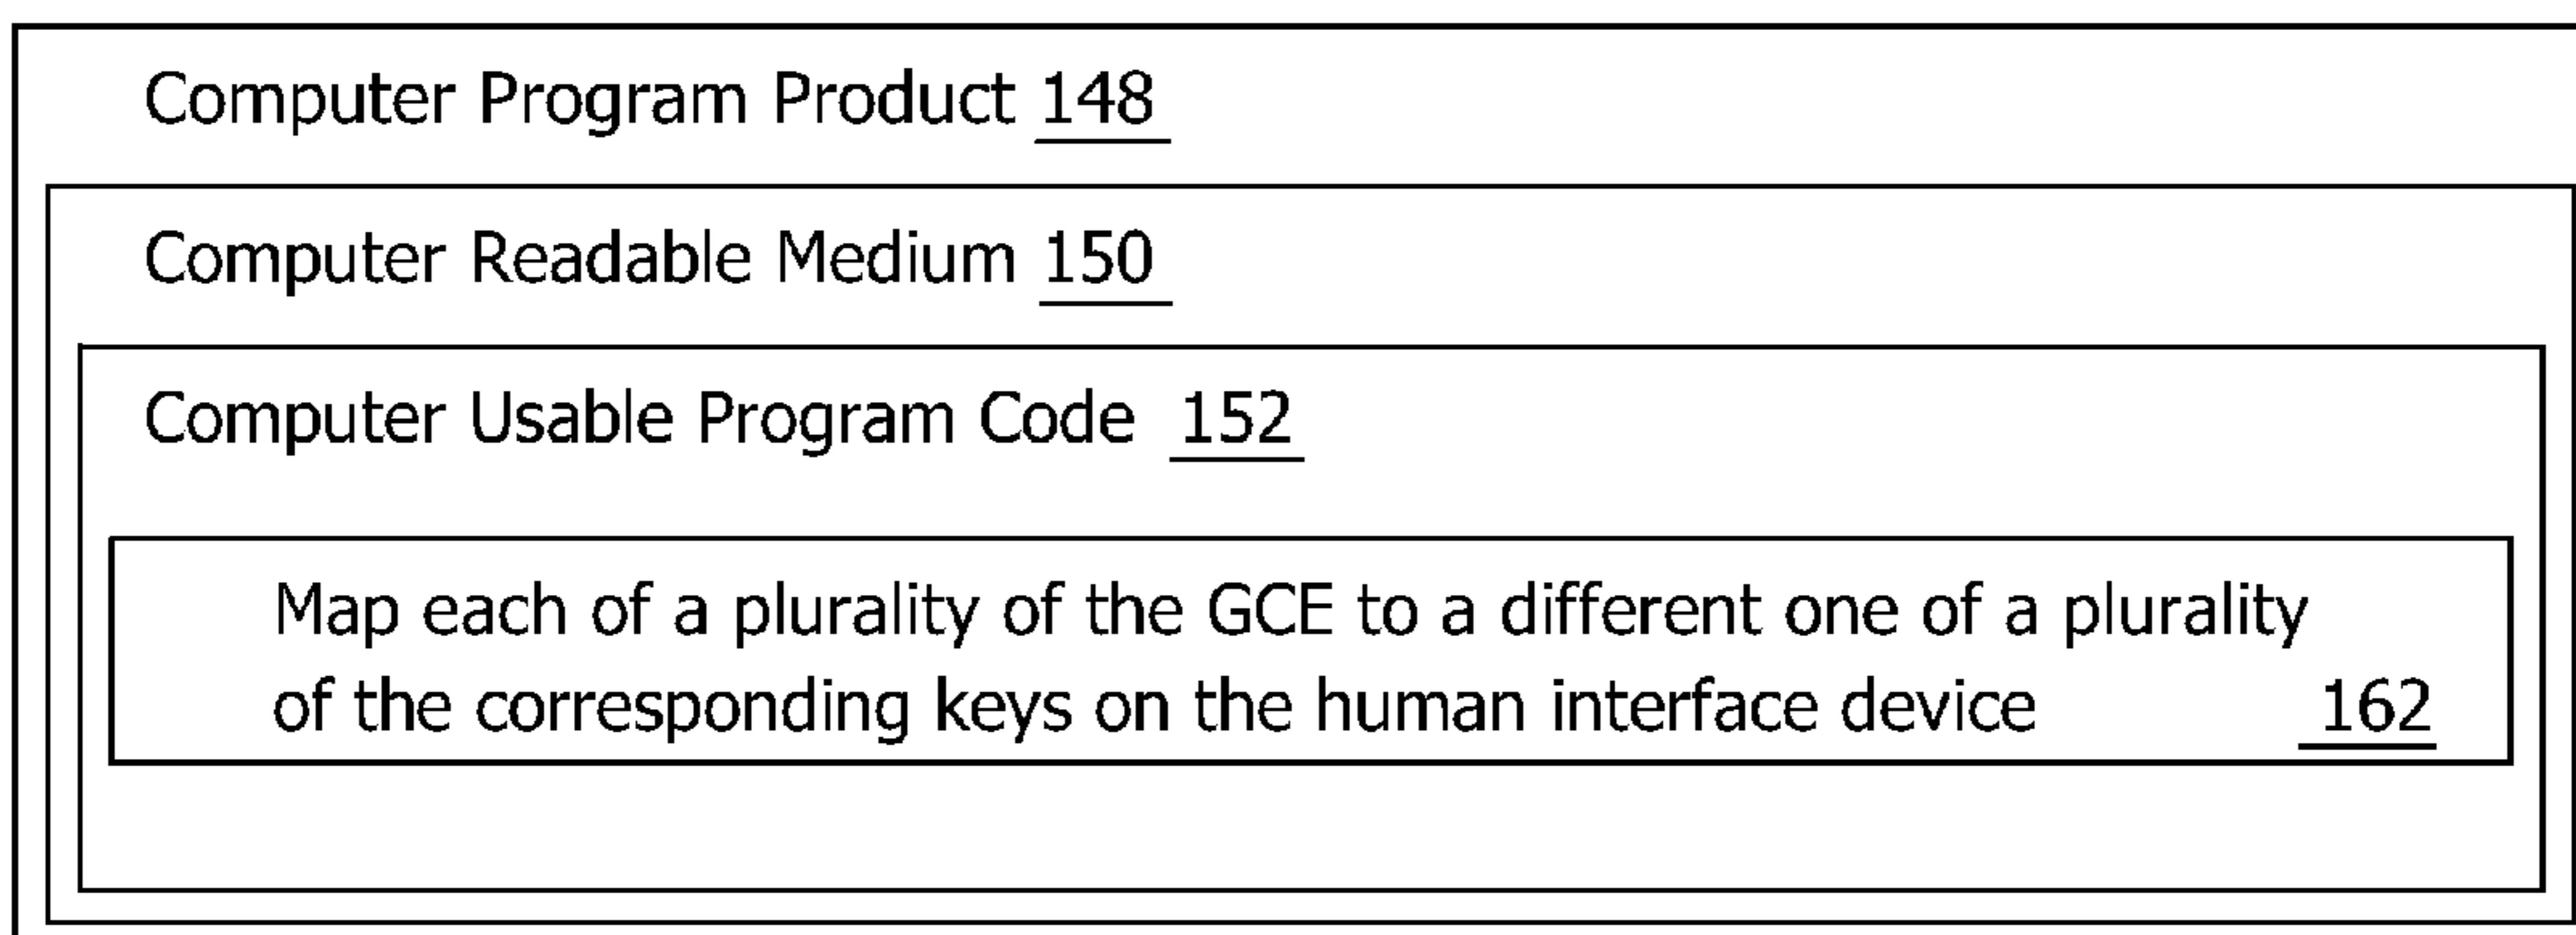 Computer Program Product 148
Computer Readable Medium 150
Computer Usable Program Code 152
Map each of a plurality of the GCE to a different one of a plurality
of the corresponding keys on the human interface device 162